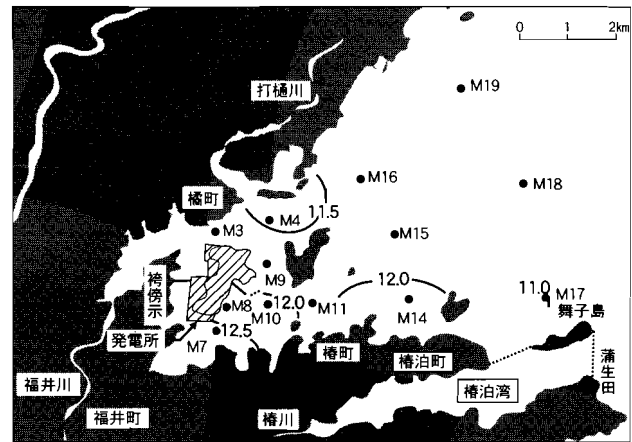 0 1 2km
M19
打樋川
M16
M18
橘町
11.5
M4
M3
M15
袴傍示
M9
12.0
11.0
M8
12.0
M17
M10
M11
M14
舞子島
発電所
12.5
M7
椿町
椿泊町
蒲生田
福井川
椿泊湾
福井町
椿川